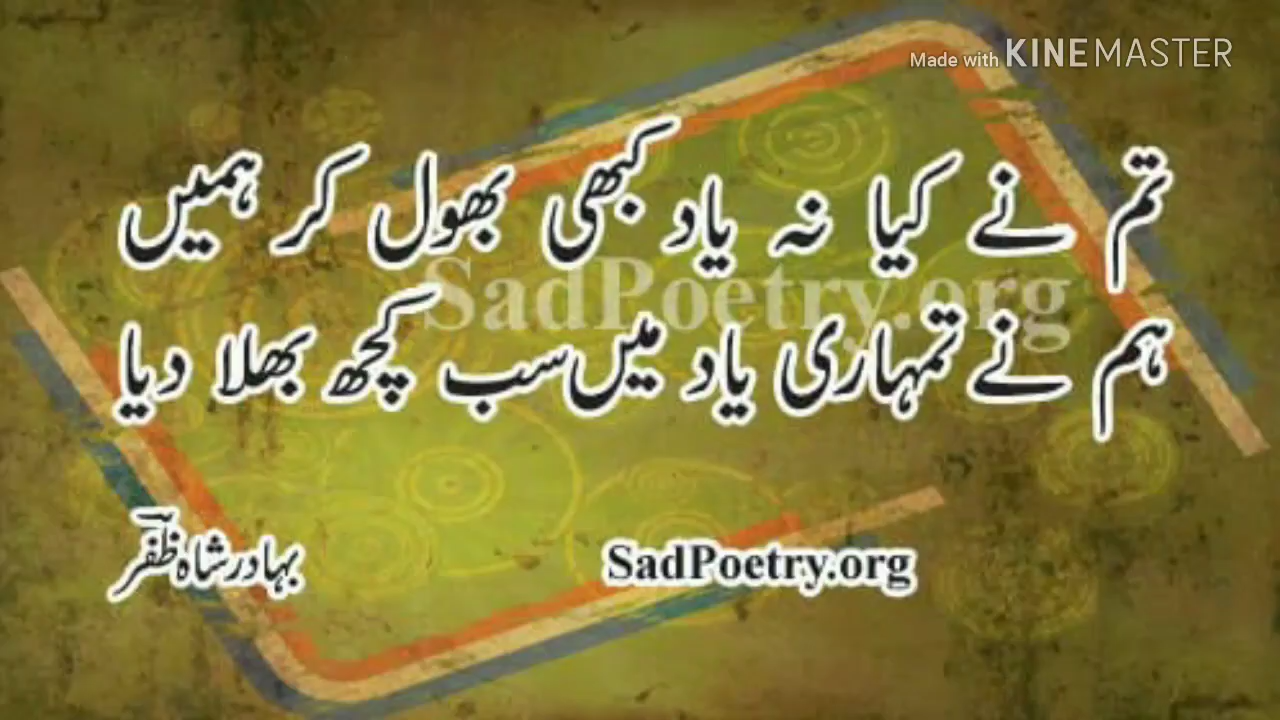 Made with KINEMASTER
تم نے کیا نہ یاد کبھی بھول کر ہمیں
SadPoetry.org
ہم نے تمہاری یاد میں سب کچھ بھلا دیا
SadPoetry.org
بہادر شاہ ظفر